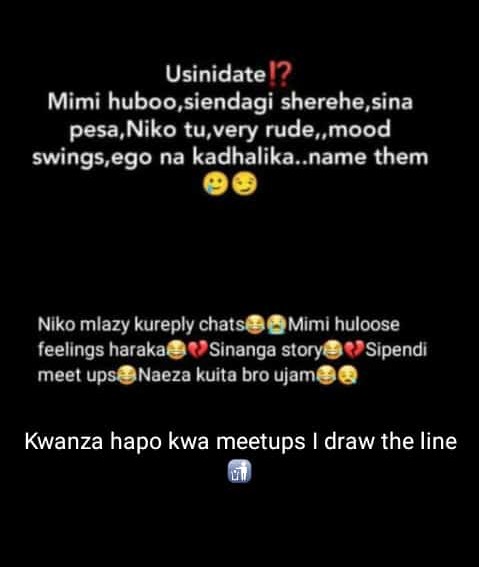 Usinidate⁉️
Mimi huboo,siendagi sherehe,sina
pesa,Niko tu,very rude,,mood
swings,ego na kadhalika..name them
🥲😏
Niko mlazy kureply chats😂😭Mimi huloose
feelings haraka😂💔Sinanga story😂💔Sipendi
meet ups😂Naeza kuita bro ujam😂😪
Kwanza hapo kwa meetups I draw the line
🚮